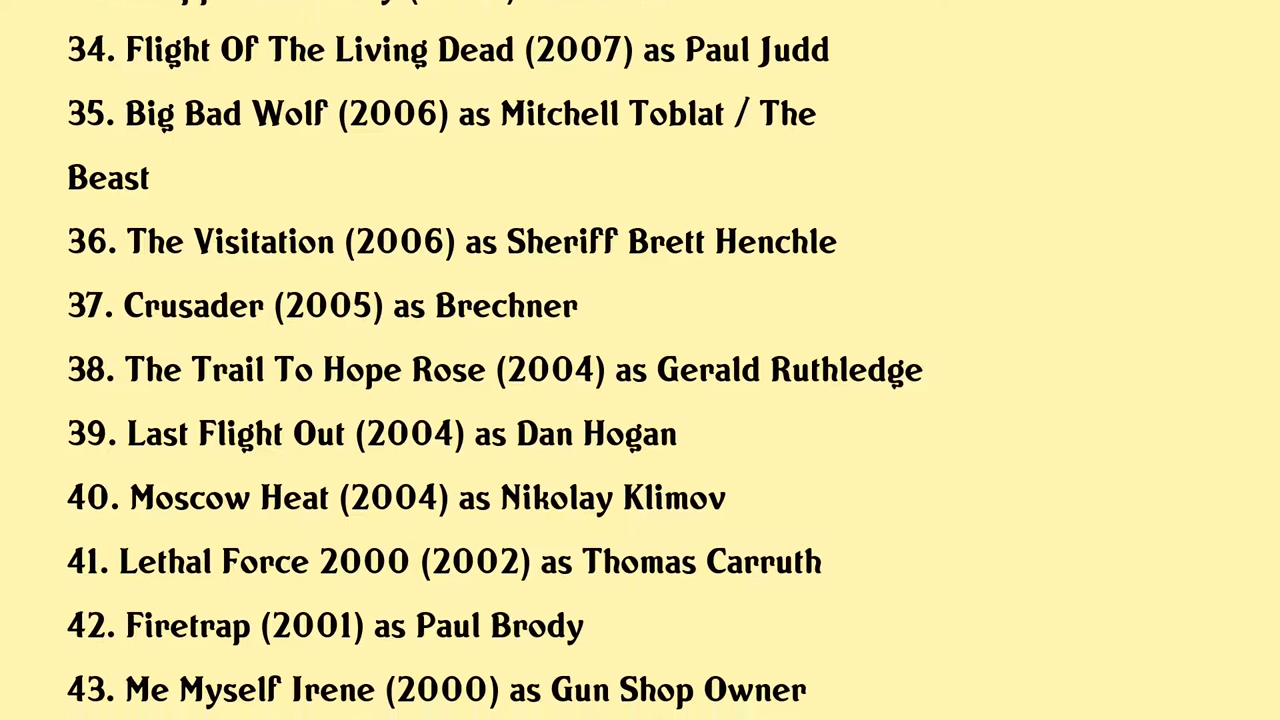 34. Flight Of The Living Dead (2007) as Paul Judd
35. Big Bad Wolf (2006) as Mitchell Toblat / The
Beast
36. The Visitation (2006) as Sheriff Brett Henchle
37. Crusader (2005) as Brechner
38. The Trail To Hope Rose (2004) as Gerald Ruthledge
39. Last Flight Out (2004) as Dan Hogan
40. Moscow Heat (2004) as Nikolay Klimov
41. Lethal Force 2000 (2002) as Thomas Carruth
42. Firetrap (2001) as Paul Brody
43. Me Myself Irene (2000) as Gun Shop Owner